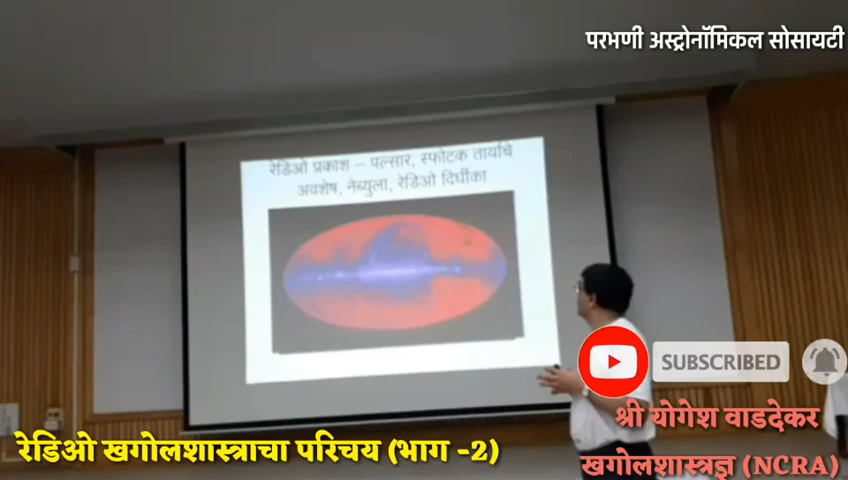 परभणी अस्ट्रोनॉमिकल सोसायटी
रेडिओ प्रकाश – पल्सार, स्फोटक ताऱ्यांचे
अवशेष, नेब्युला, रेडिओ दिर्घीका
SUBSCRIBED
श्री योगेश वाडदेकर
रेडिओ खगोलशास्त्राचा परिचय (भाग -2)
खगोलशास्त्रज्ञ (NCRA)